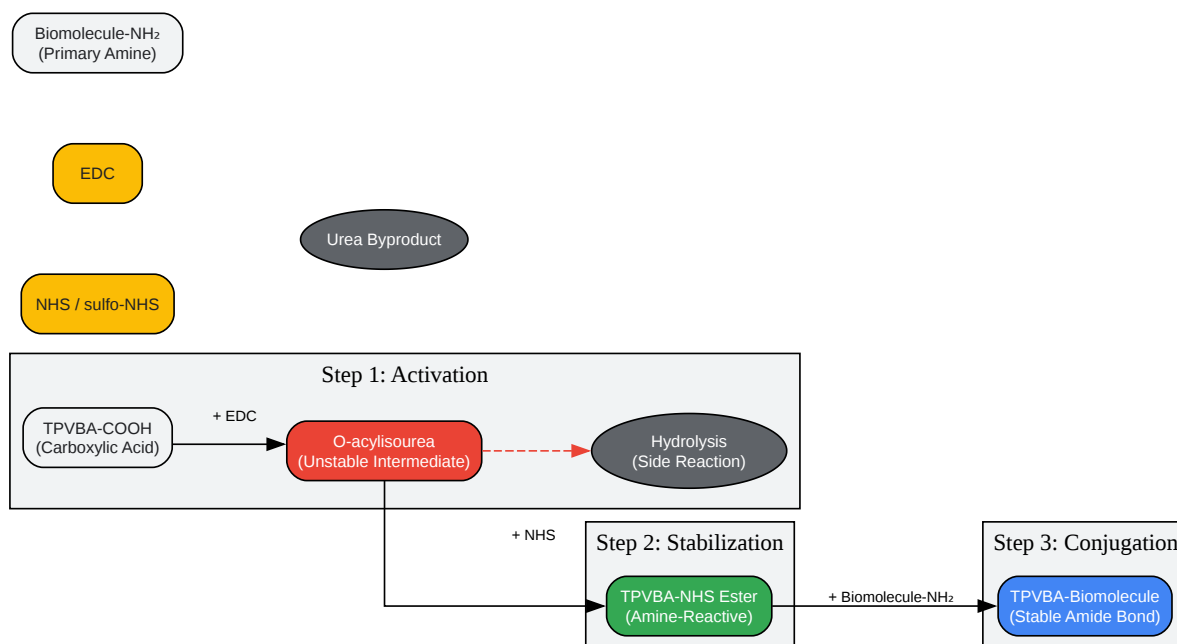 Biomolecule-NH₂
(Primary Amine)
EDC
Urea Byproduct
NHS / sulfo-NHS
Step 1: Activation
+ EDC
TPVBA-COOH
(Carboxylic Acid)
O-acylisourea
(Unstable Intermediate)
Hydrolysis
(Side Reaction)
+ NHS
Step 2: Stabilization
Step 3: Conjugation
TPVBA-NHS Ester
(Amine-Reactive)
+ Biomolecule-NH₂
TPVBA-Biomolecule
(Stable Amide Bond)